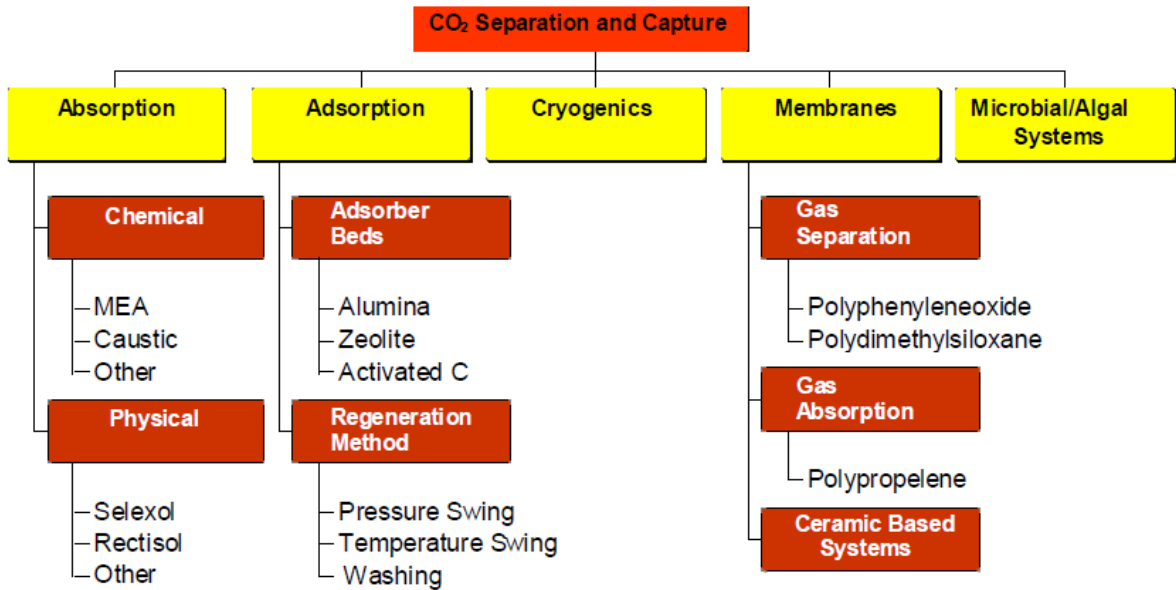 CO₂ Separation and Capture
Absorption
Adsorption
Cryogenics
Membranes
Microbial/Algal
Systems
Chemical
MEA
Caustic
Other
Physical
Selexol
Rectisol
Other
Adsorber
Beds
Alumina
Zeolite
Activated C
Regeneration
Method
Pressure Swing
Temperature Swing
Washing
Gas
Separation
Polyphenyleneoxide
Polydimethylsiloxane
Gas
Absorption
Polypropelene
Ceramic Based
Systems